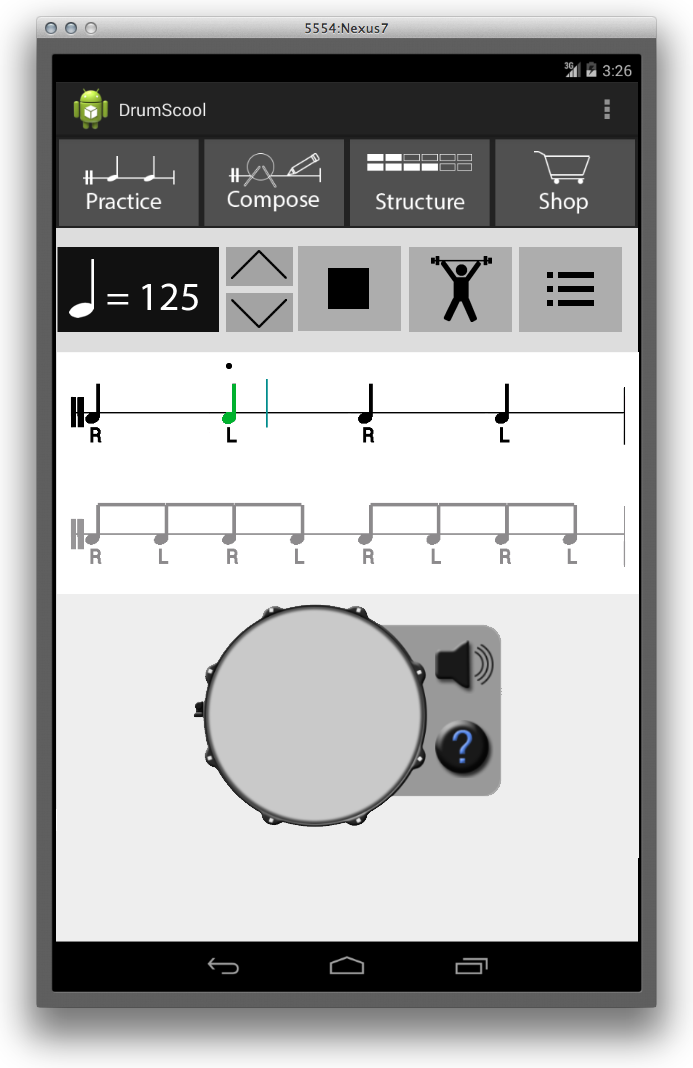 5554:Nexus7
3G 3:26
DrumScool
Practice Compose Structure Shop
= 125
R L R L
R L R L R L R L
?